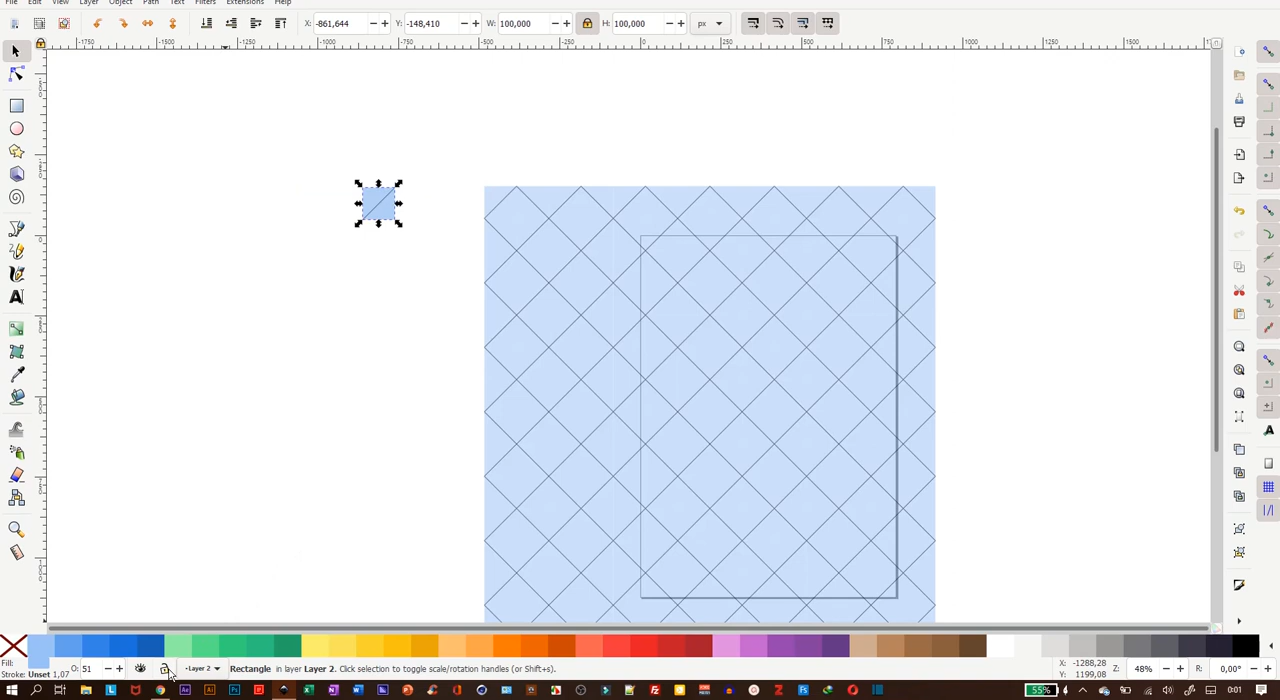 File Edit View Layer Object Path Text Filters Extensions Help
X: -861,644 Y: -148,410 W: 100,000 H: 100,000 px
-1750 -1500 -1250 -1000 -750 -500 -250 0 250 500 750 1000 1250 1500
Fill:
Stroke: Unset 1,07
O: 51
-Layer 2
Rectangle in layer Layer 2. Click selection to toggle scale/rotation handles (or Shift+s).
X: -1288,28
Y: 1199,08
Z: 48%
R: 0,00°
55%
0:01